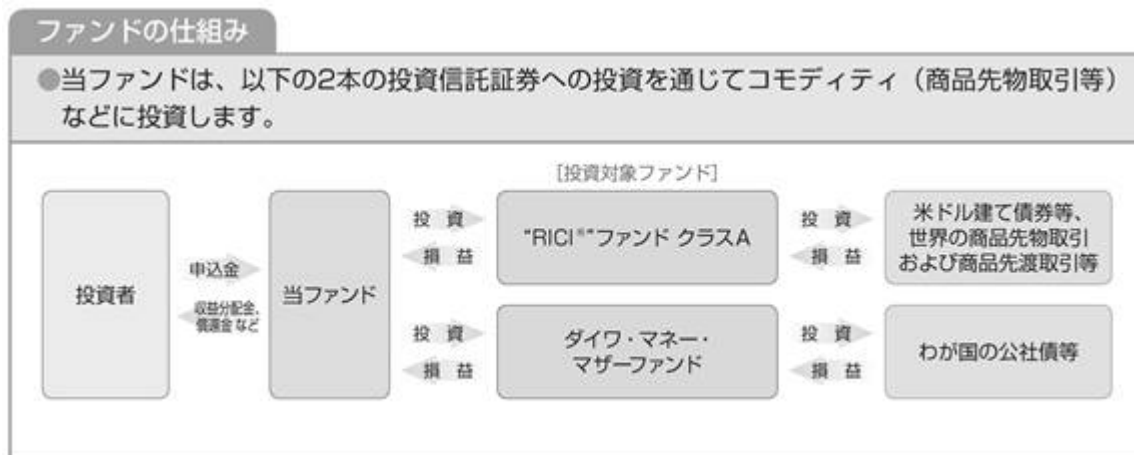 ファンドの仕組み
●当ファンドは、以下の2本の投資信託証券への投資を通じてコモディティ（商品先物取引等）
などに投資します。
［投資対象ファンド］
投資者
申込金
収益分配金、
償還金 など
当ファンド
投 資
損 益
"RICI®"ファンド クラスA
投 資
損 益
米ドル建て債券等、
世界の商品先物取引
および商品先渡取引等
投 資
損 益
ダイワ・マネー・
マザーファンド
投 資
損 益
わが国の公社債等